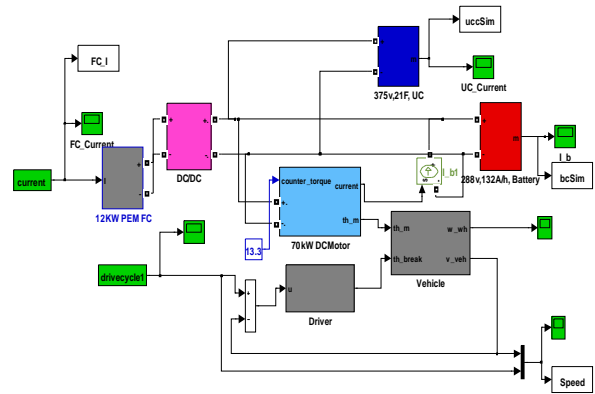 uccSim
FC_I
UC_Current
375v,21F, UC
FC_Current
+
+.
+
m
-
-.
-
I_b
current
I
+
-
DC/DC
I_b1
288v,132A/h, Battery
bcSim
counter_torque
current
s
+.
-.
th_m
12KW PEM FC
13.3
70kW DCMotor
th_m
w_wh
th_break
v_veh
Vehicle
drivecycle1
+
-
u
Driver
Speed